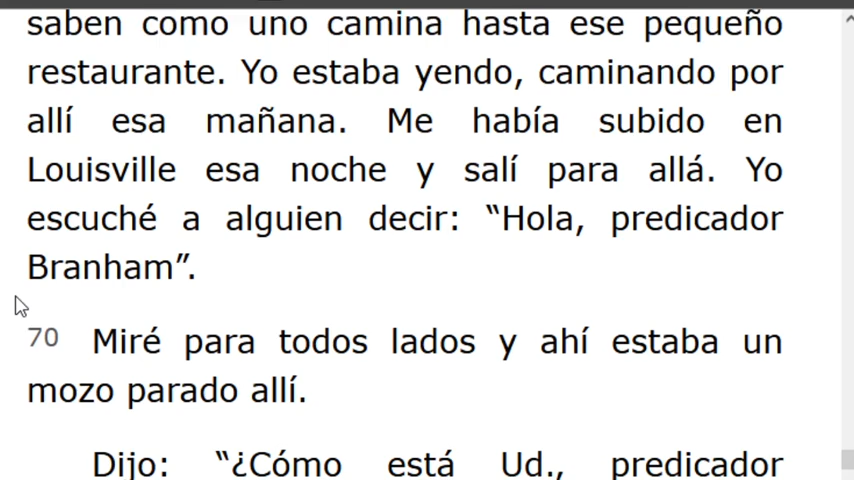 saben como uno camina hasta ese pequeño
restaurante. Yo estaba yendo, caminando por
allí esa mañana. Me había subido en
Louisville esa noche y salí para allá. Yo
escuché a alguien decir: “Hola, predicador
Branham”.
70 Miré para todos lados y ahí estaba un
mozo parado allí.
Dijo: “¿Cómo está Ud., predicador